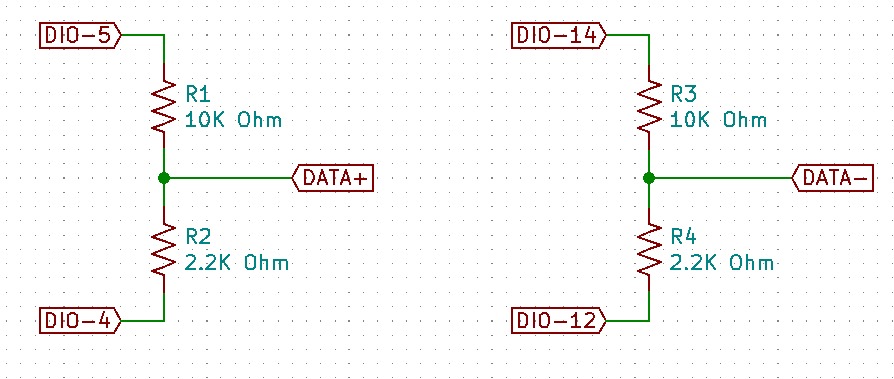 DIO-5
R1
10K Ohm
DATA+
R2
2.2K Ohm
DIO-4
DIO-14
R3
10K Ohm
DATA-
R4
2.2K Ohm
DIO-12